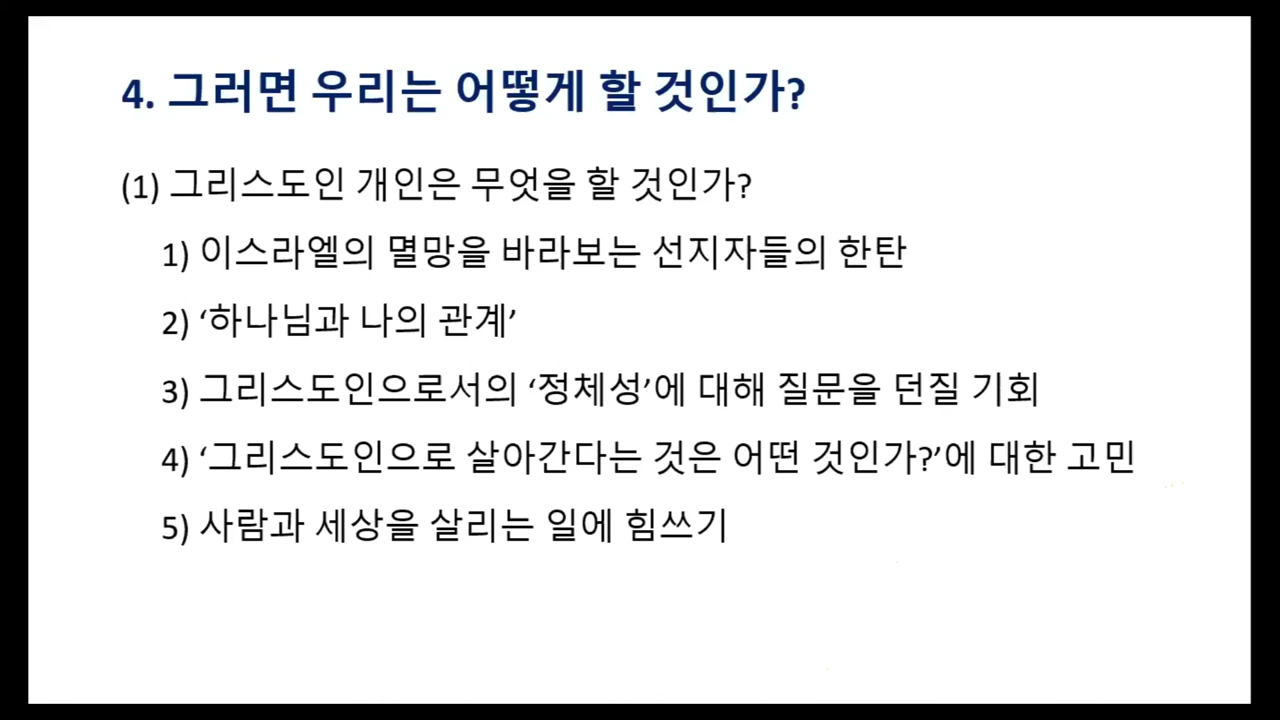 4. 그러면 우리는 어떻게 할 것인가?
(1) 그리스도인 개인은 무엇을 할 것인가?
1) 이스라엘의 멸망을 바라보는 선지자들의 한탄
2) ‘하나님과 나의 관계’
3) 그리스도인으로서의 ‘정체성’에 대해 질문을 던질 기회
4) ‘그리스도인으로 살아간다는 것은 어떤 것인가?’에 대한 고민
5) 사람과 세상을 살리는 일에 힘쓰기